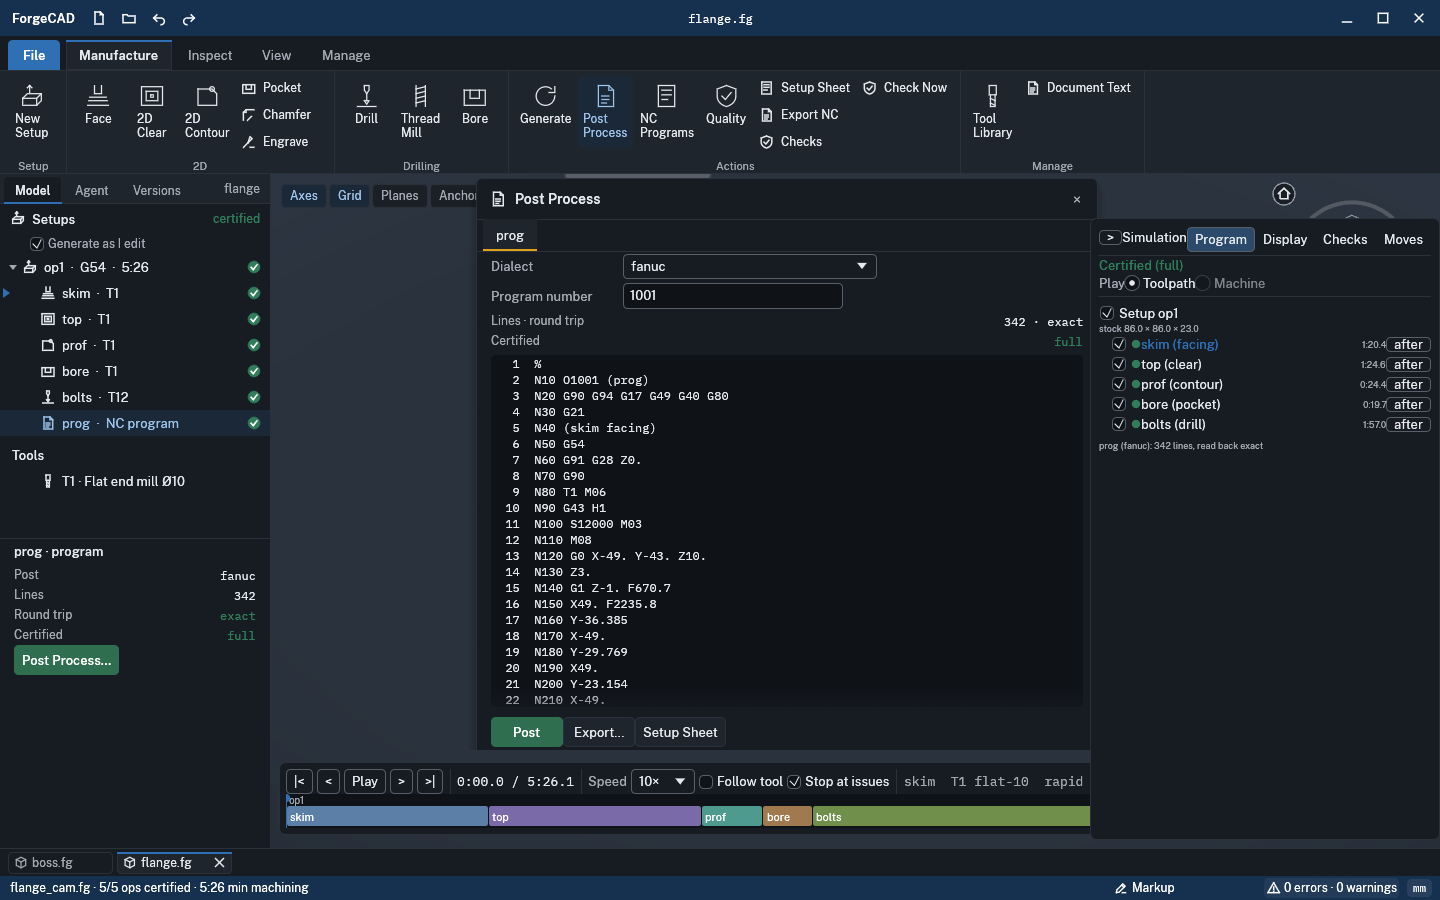 ForgeCAD
flange.fg
File
Manufacture
Inspect
View
Manage
New Setup
Face
2D Clear
2D Contour
Pocket
Chamfer
Engrave
Drill
Thread Mill
Bore
Generate
Post Process
NC Programs
Quality
Setup Sheet
Export NC
Checks
Check Now
Tool Library
Document Text
Setup
2D
Drilling
Actions
Manage
Model
Agent
Versions
flange
Setups
certified
Generate as I edit
op1 · G54 · 5:26
skim · T1
top · T1
prof · T1
bore · T1
bolts · T12
prog · NC program
Tools
T1 · Flat end mill Ø10
prog · program
Post fanuc
Lines 342
Round trip exact
Certified full
Post Process...
Axes
Grid
Planes
Anchor
Post Process
×
prog
Dialect fanuc
Program number 1001
Lines · round trip 342 · exact
Certified full
1 %
2 N10 O1001 (prog)
3 N20 G90 G94 G17 G49 G40 G80
4 N30 G21
5 N40 (skim facing)
6 N50 G54
7 N60 G91 G28 Z0.
8 N70 G90
9 N80 T1 M06
10 N90 G43 H1
11 N100 S12000 M03
12 N110 M08
13 N120 G0 X-49. Y-43. Z10.
14 N130 Z3.
15 N140 G1 Z-1. F670.7
16 N150 X49. F2235.8
17 N160 Y-36.385
18 N170 X-49.
19 N180 Y-29.769
20 N190 X49.
21 N200 Y-23.154
22 N210 X-49.
Post
Export...
Setup Sheet
> Simulation
Program
Display
Checks
Moves
Certified (full)
Play Toolpath Machine
Setup op1
stock 86.0 × 86.0 × 23.0
skim (facing) 1:20.4 after
top (clear) 1:24.6 after
prof (contour) 0:24.4 after
bore (pocket) 0:19.7 after
bolts (drill) 1:57.0 after
prog (fanuc): 342 lines, read back exact
|< < Play > >| 0:00.0 / 5:26.1 Speed 10× Follow tool Stop at issues skim T1 flat-10 rapid
op1
skim
top
prof
bore
bolts
boss.fg
flange.fg
flange_cam.fg · 5/5 ops certified · 5:26 min machining
Markup
0 errors · 0 warnings
mm